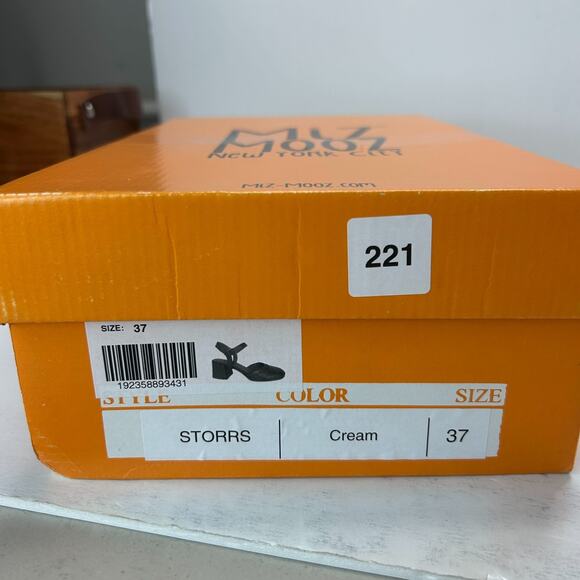 MIZ
MOOZ
NEW YORK CITY
MIZ-MOOZ.COM
221
SIZE: 37
192358893431
STYLE COLOR SIZE
STORRS Cream 37